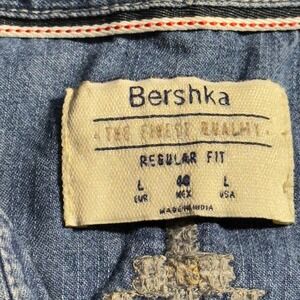 Bershka
THE FINEST QUALITY
REGULAR FIT
L L
EUR MEX USA
MADE IN INDIA